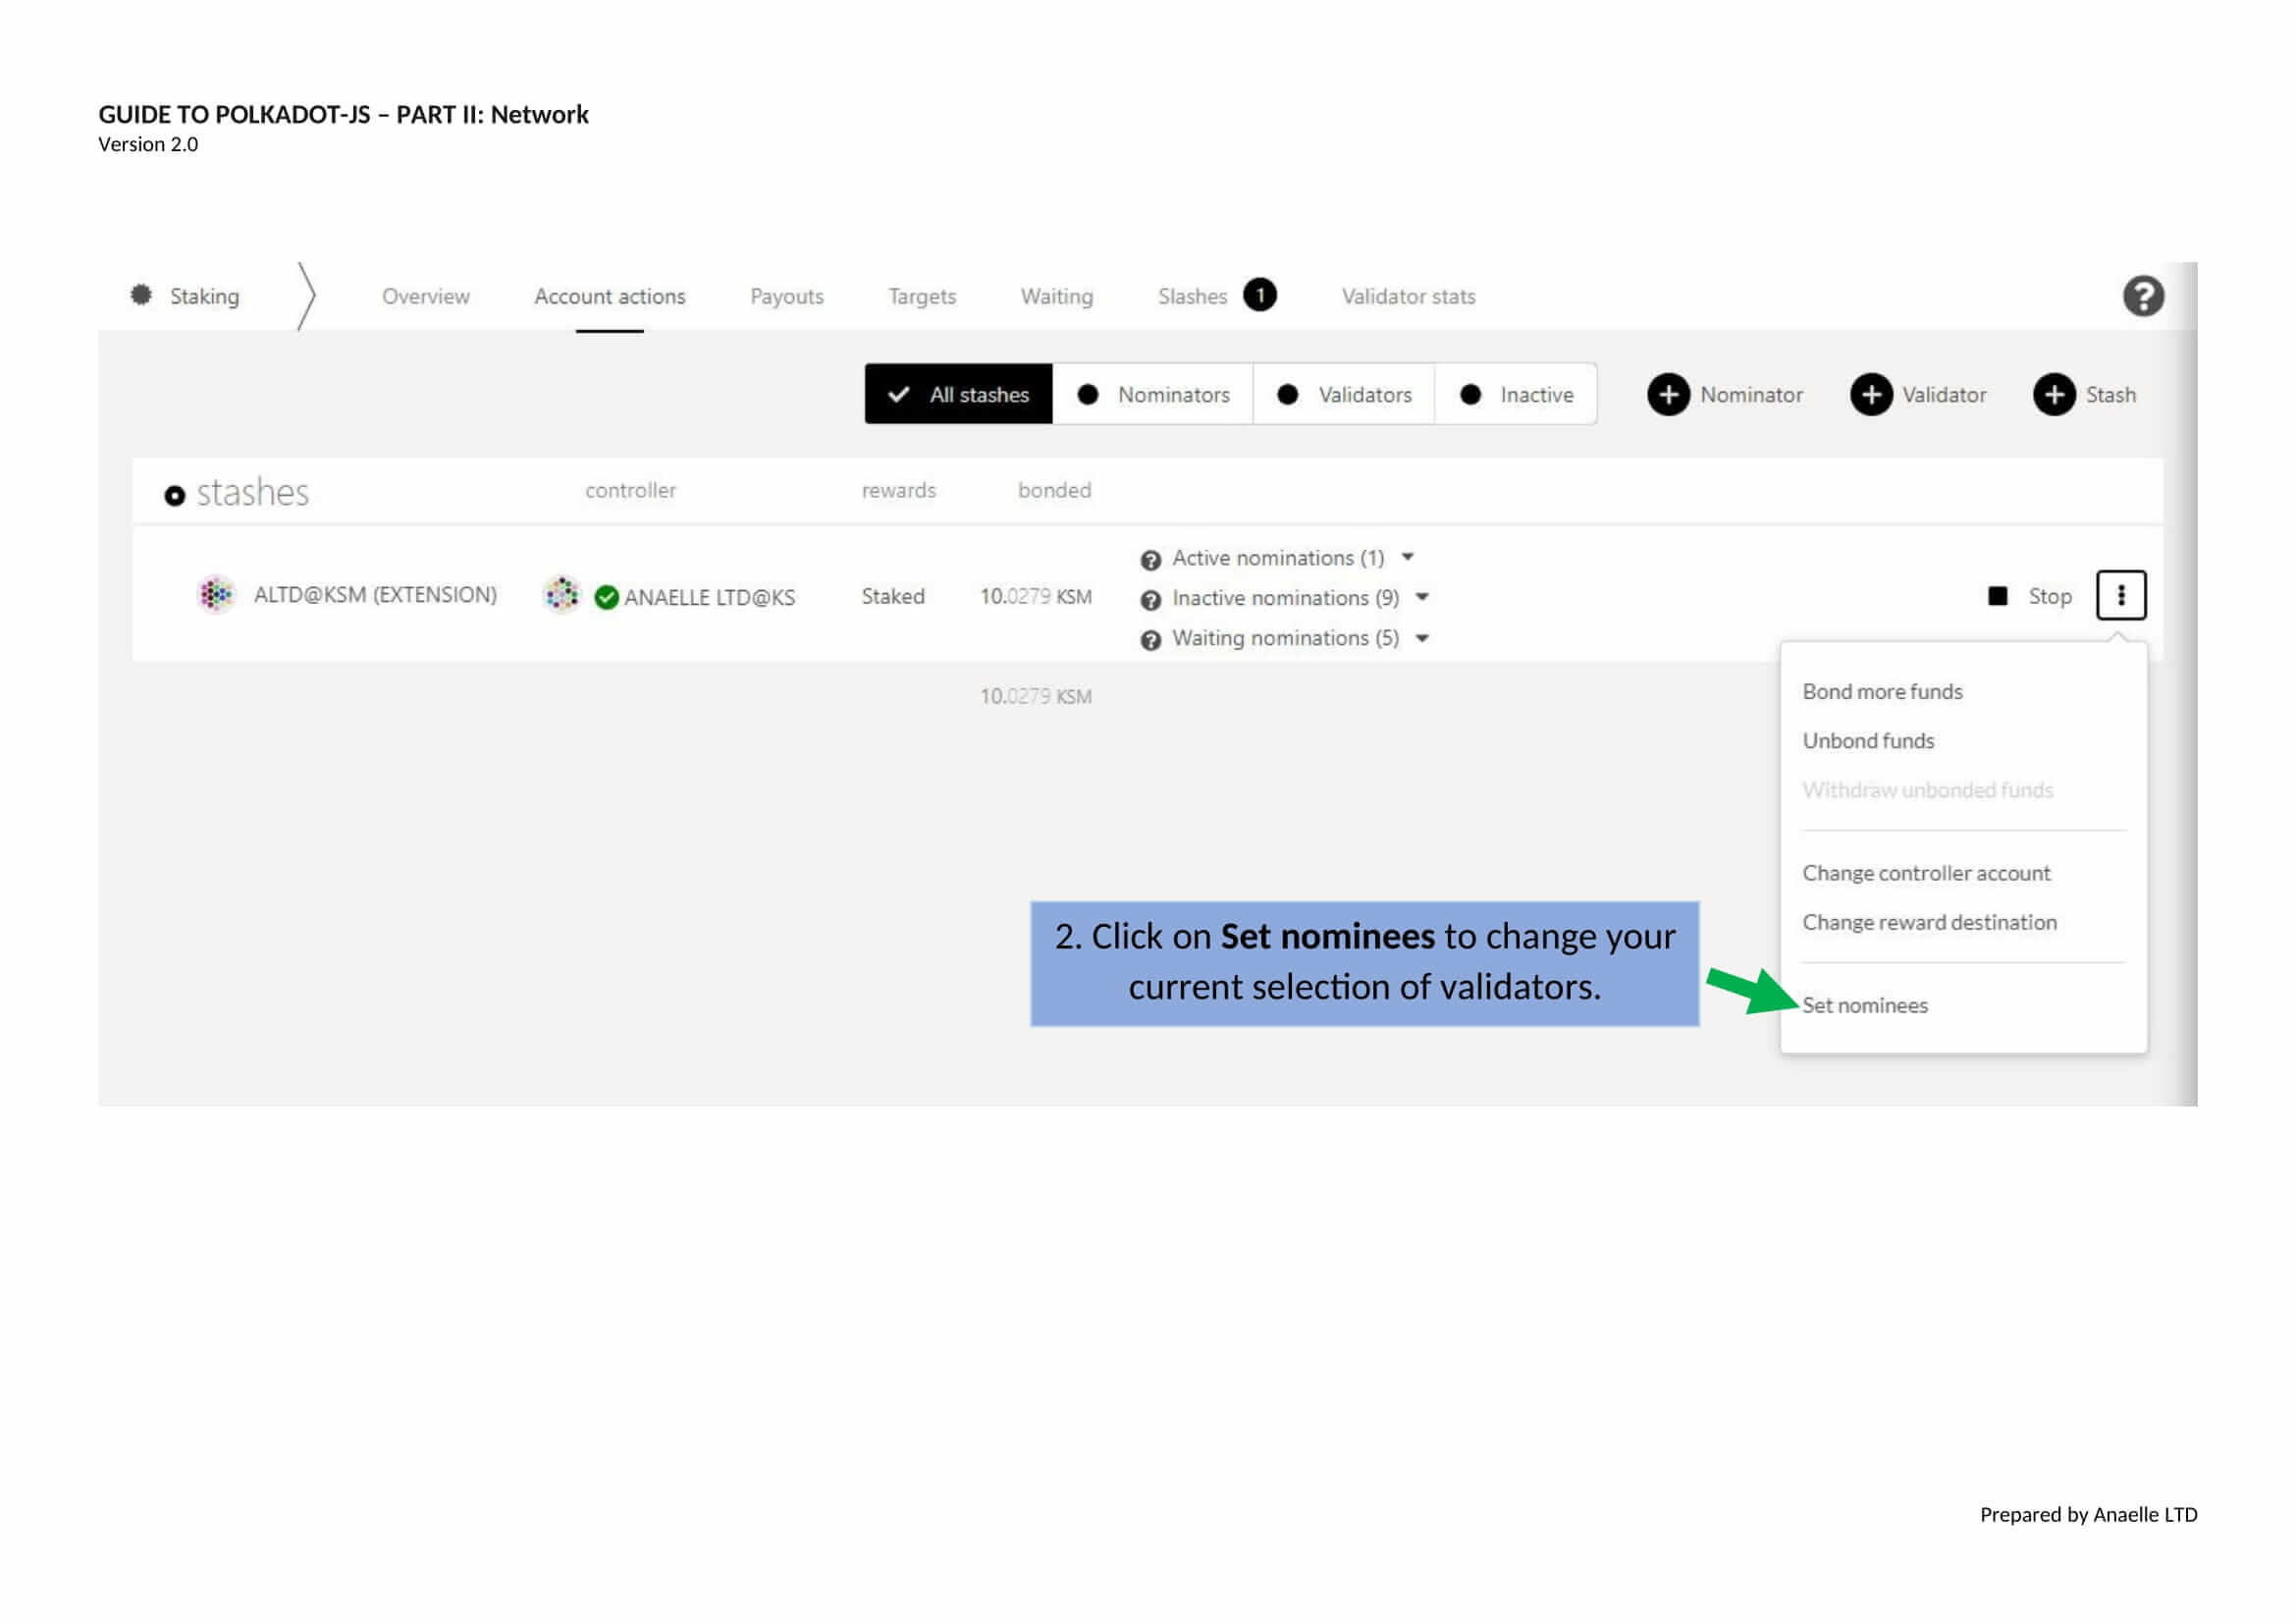 GUIDE TO POLKADOT-JS – PART II: Network
Version 2.0
Staking Overview Account actions Payouts Targets Waiting Slashes 1 Validator stats
All stashes Nominators Validators Inactive Nominator Validator Stash
stashes controller rewards bonded
Active nominations (1)
ALTD@KSM (EXTENSION) ANAELLE LTD@KS Staked 10.0279 KSM Inactive nominations (9) Stop
Waiting nominations (5)
10.0279 KSM
Bond more funds
Unbond funds
Withdraw unbonded funds
Change controller account
Change reward destination
Set nominees
2. Click on Set nominees to change your
current selection of validators.
Prepared by Anaelle LTD